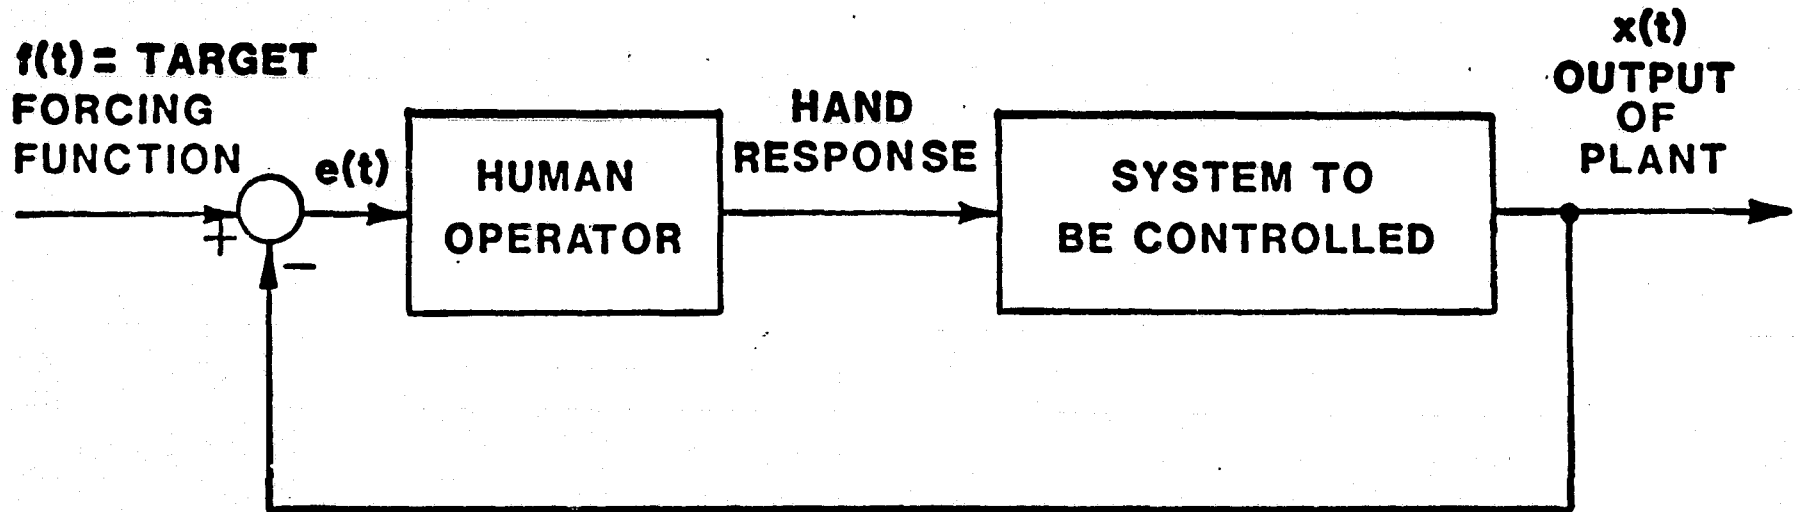 f(t) = TARGET
FORCING
FUNCTION
+
−
e(t)
HUMAN
OPERATOR
HAND
RESPONSE
SYSTEM TO
BE CONTROLLED
x(t)
OUTPUT
OF
PLANT